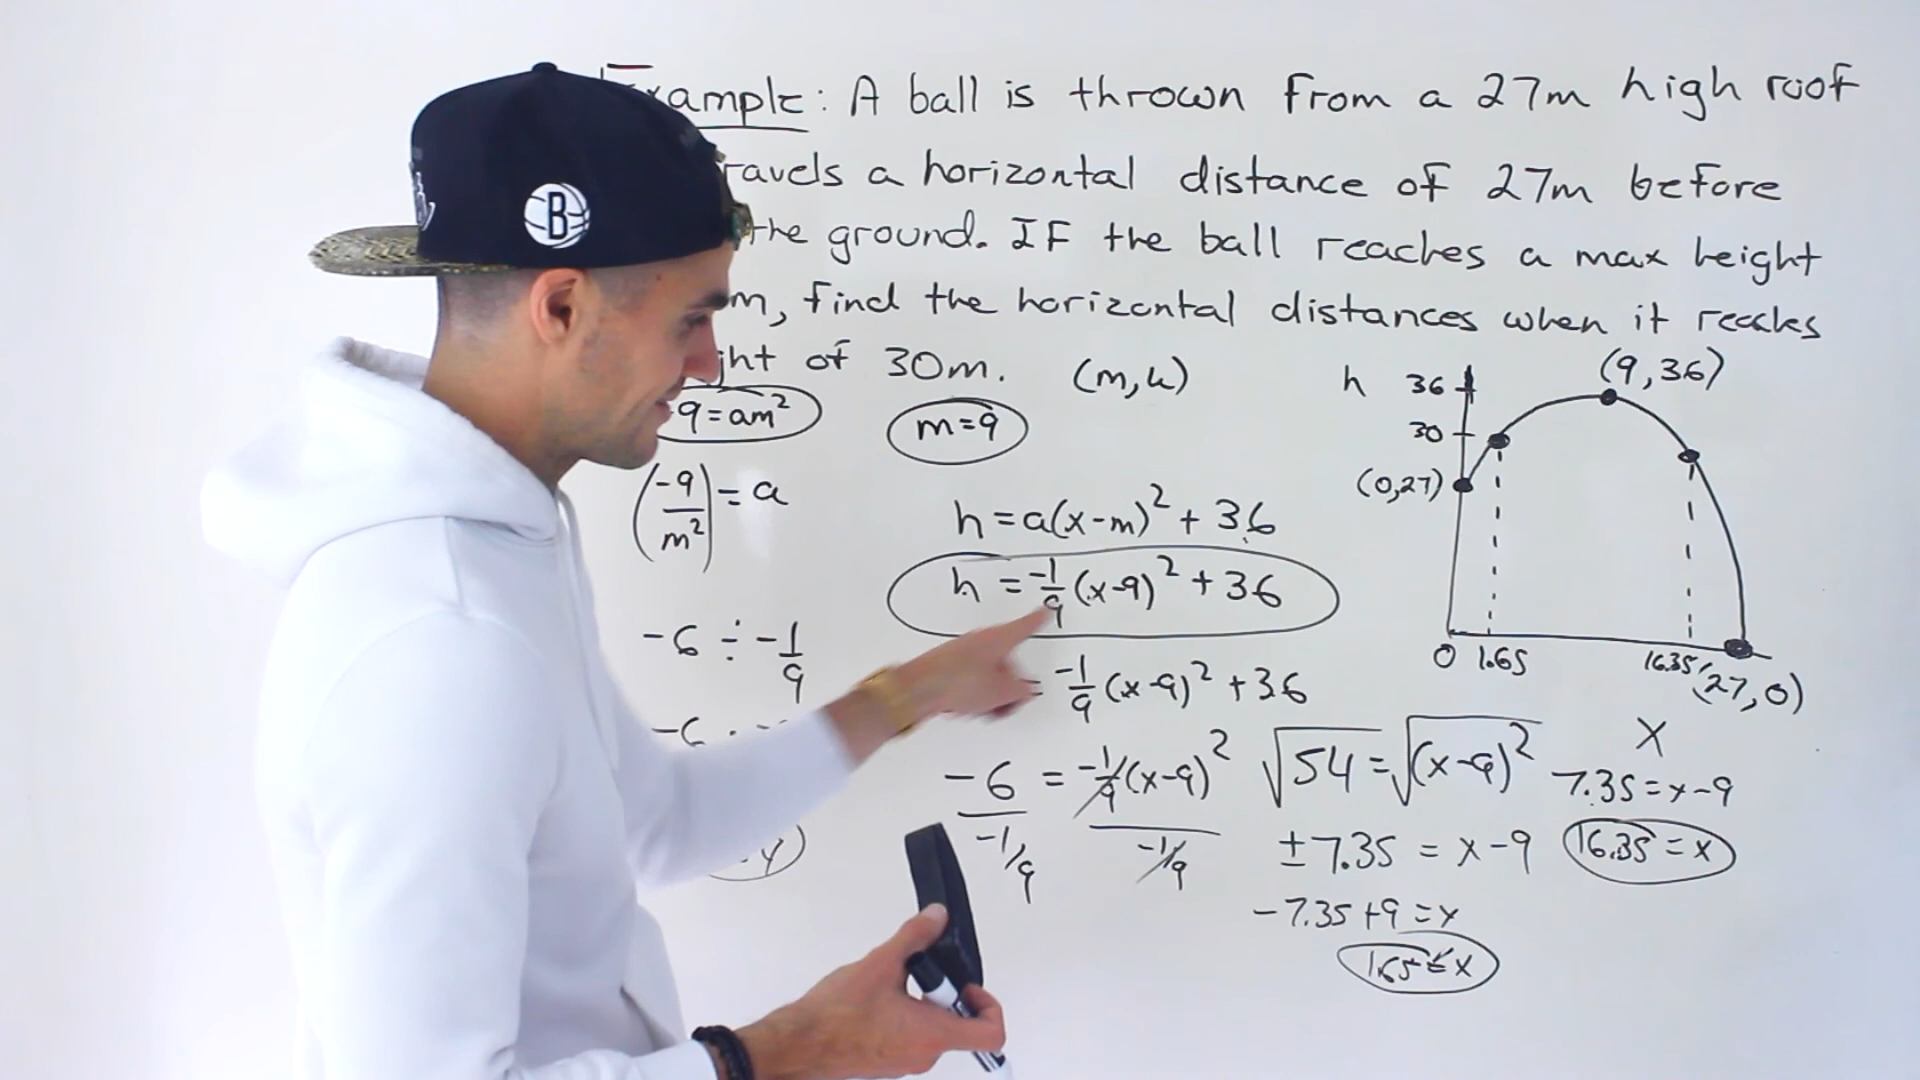 Example: A ball is thrown from a 27m high roof
ravels a horizontal distance of 27m before
the ground. IF the ball reaches a max height
m, find the horizontal distances when it reaches
ght of 30m. (m,k)
-9=am²
m=9
(-9/m²)=a
-6 ÷ -1/9
-6 · -
h=a(x-m)²+36
h=-1/9(x-9)²+36
= -1/9(x-9)²+36
-6 = -1/9(x-9)²
-1/9 -1/9
√54=√(x-9)²
±7.35 = x-9
-7.35+9=x
1.65=x
7.35=x-9
16.35=x
h 36 (9,36)
30
(0,27)
0 1.65 16.35 (27,0)
x
B